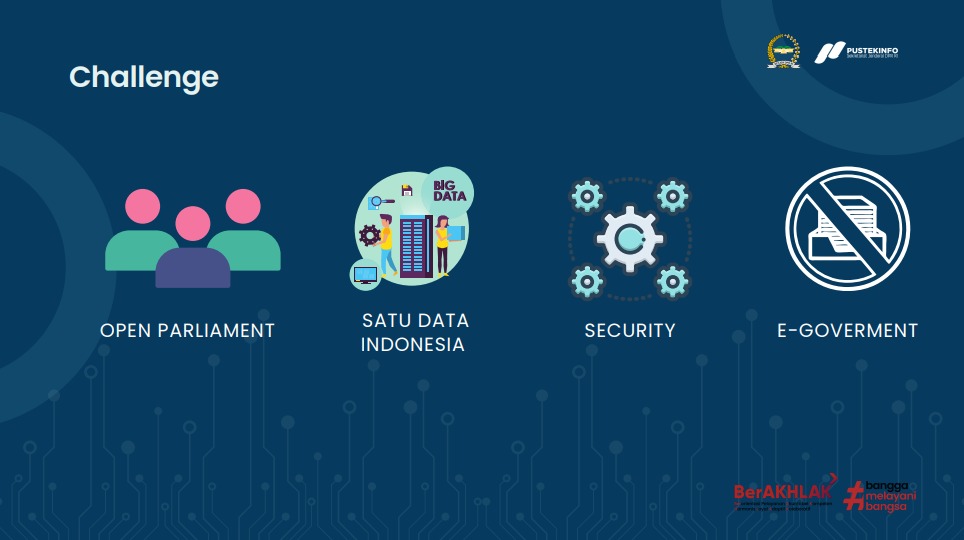 PUSTEKINFO
Challenge
BIG
DATA
OPEN PARLIAMENT
SATU DATA
INDONESIA
SECURITY
E-GOVERMENT
BerAKHLAK
# bangga
melayani
bangsa